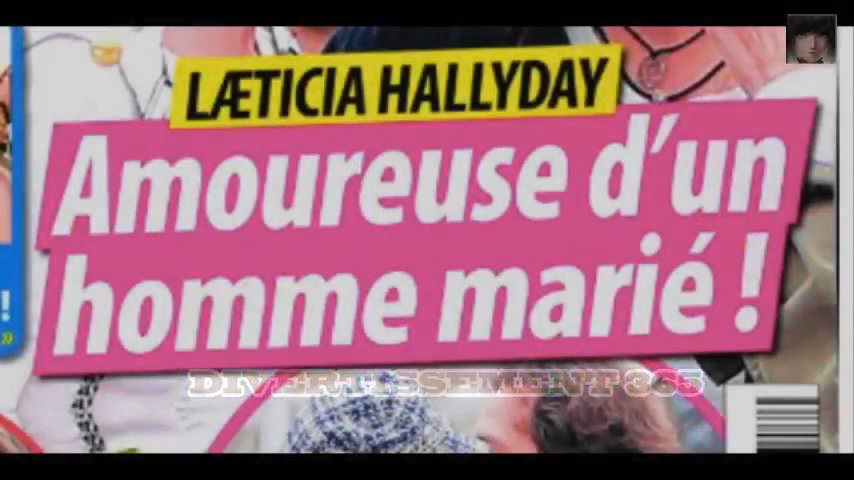 LÆTICIA HALLYDAY
Amoureuse d'un
homme marié !
!
»
DIVERTISSEMENT 365